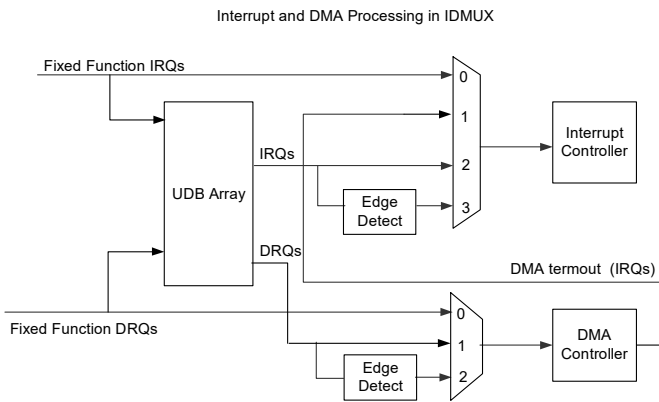 Interrupt and DMA Processing in IDMUX
Fixed Function IRQs
0
1
IRQs
2
UDB Array
Edge
Detect
3
Interrupt
Controller
DRQs
DMA termout (IRQs)
Fixed Function DRQs
0
1
DMA
Controller
Edge
Detect
2